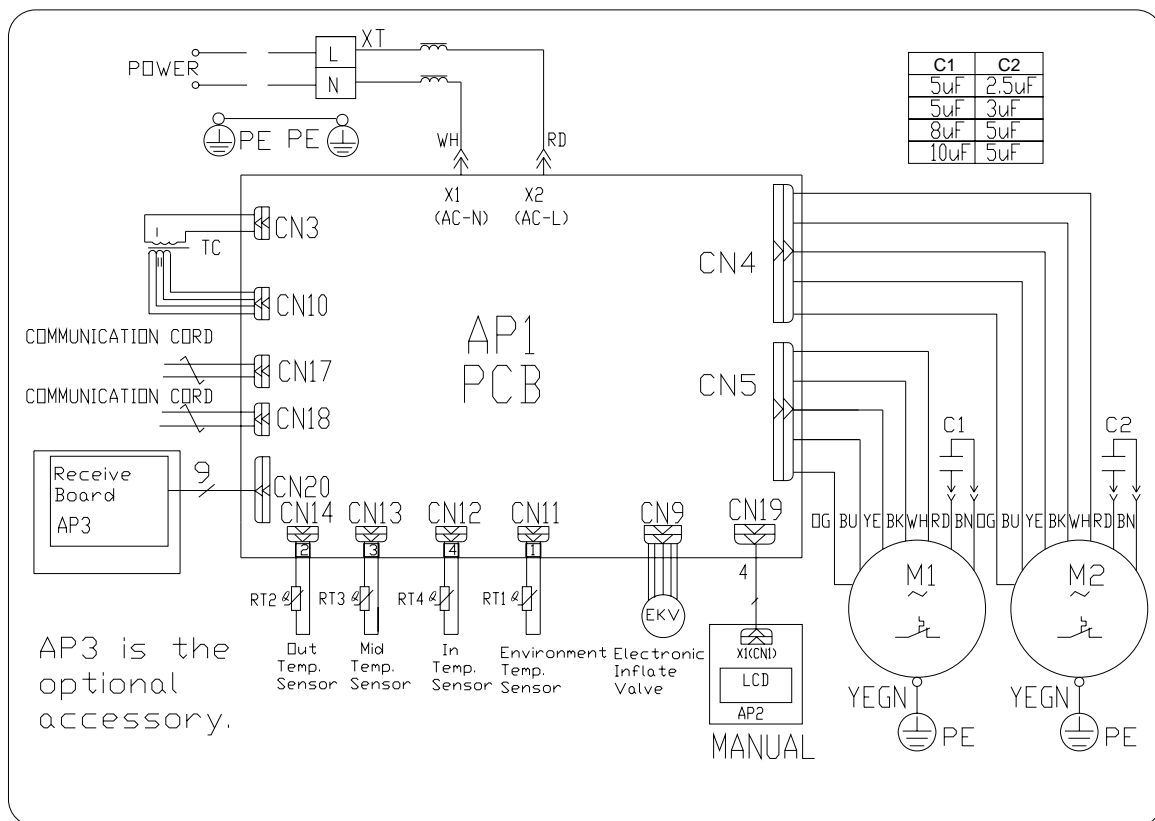 POWER
L
N
XT
PE PE
WH
RD
X1
(AC-N)
X2
(AC-L)
C1 C2
5uF 2.5uF
5uF 3uF
8uF 5uF
10uF 5uF
I
II
TC
CN3
CN10
COMMUNICATION CORD
CN17
COMMUNICATION CORD
CN18
Receive
Board
AP3
9
CN20
AP1
PCB
CN4
CN5
CN14
CN13
CN12
CN11
CN9
CN19
2
3
4
1
4
RT2
RT3
RT4
RT1
EKV
Out
Temp.
Sensor
Mid
Temp.
Sensor
In
Temp.
Sensor
Environment
Temp.
Sensor
Electronic
Inflate
Valve
X1(CN1)
LCD
AP2
MANUAL
C1
C2
OG BU YE BK WH RD BN
OG BU YE BK WH RD BN
M1
~
M2
~
YEGN
PE
YEGN
PE
AP3 is the
optional
accessory.